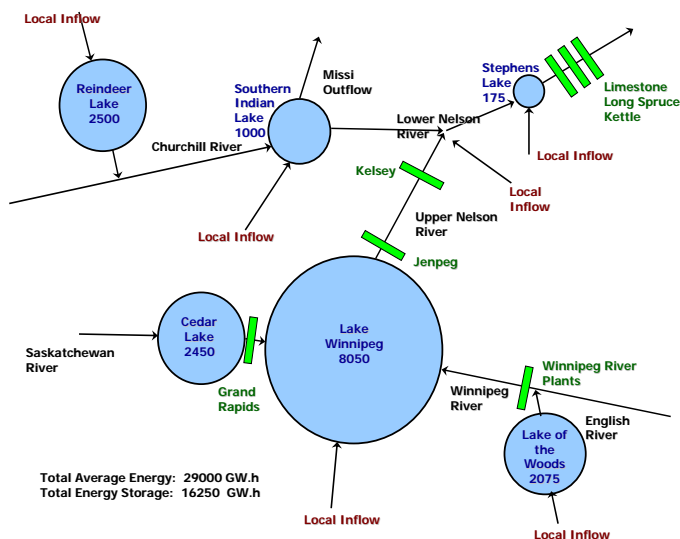 Local Inflow
Reindeer
Lake
2500
Southern
Indian
Lake
1000
Missi
Outflow
Stephens
Lake
175
Limestone
Long Spruce
Kettle
Churchill River
Lower Nelson
River
Local Inflow
Kelsey
Local
Inflow
Upper Nelson
River
Local Inflow
Jenpeg
Cedar
Lake
2450
Lake
Winnipeg
8050
Saskatchewan
River
Grand
Rapids
Winnipeg River
Plants
Winnipeg
River
English
River
Lake of
the
Woods
2075
Total Average Energy: 29000 GW.h
Total Energy Storage: 16250 GW.h
Local Inflow
Local Inflow